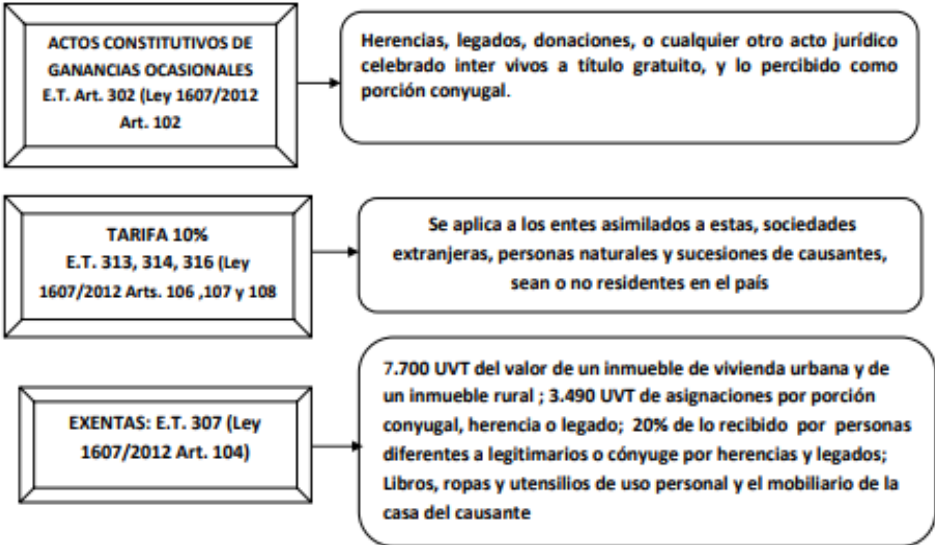 ACTOS CONSTITUTIVOS DE
GANANCIAS OCASIONALES
E.T. Art. 302 (Ley 1607/2012
Art. 102
Herencias, legados, donaciones, o cualquier otro acto jurídico
celebrado inter vivos a título gratuito, y lo percibido como
porción conyugal.
TARIFA 10%
E.T. 313, 314, 316 (Ley
1607/2012 Arts. 106 ,107 y 108
Se aplica a los entes asimilados a estas, sociedades
extranjeras, personas naturales y sucesiones de causantes,
sean o no residentes en el país
EXENTAS: E.T. 307 (Ley
1607/2012 Art. 104)
7.700 UVT del valor de un inmueble de vivienda urbana y de
un inmueble rural ; 3.490 UVT de asignaciones por porción
conyugal, herencia o legado; 20% de lo recibido por personas
diferentes a legitimarios o cónyuge por herencias y legados;
Libros, ropas y utensilios de uso personal y el mobiliario de la
casa del causante